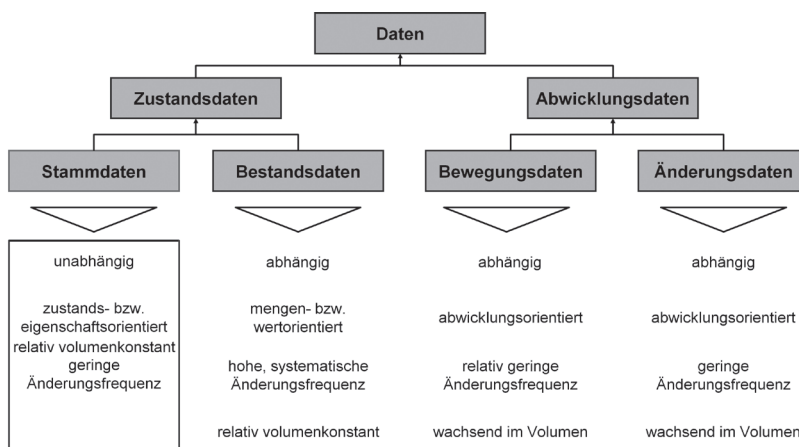 Daten
Zustandsdaten
Abwicklungsdaten
Stammdaten
Bestandsdaten
Bewegungsdaten
Änderungsdaten
unabhängig
zustands- bzw.
eigenschaftsorientiert
relativ volumenkonstant
geringe
Änderungsfrequenz
abhängig
mengen- bzw.
wertorientiert
hohe, systematische
Änderungsfrequenz
relativ volumenkonstant
abhängig
abwicklungsorientiert
relativ geringe
Änderungsfrequenz
wachsend im Volumen
abhängig
abwicklungsorientiert
geringe
Änderungsfrequenz
wachsend im Volumen